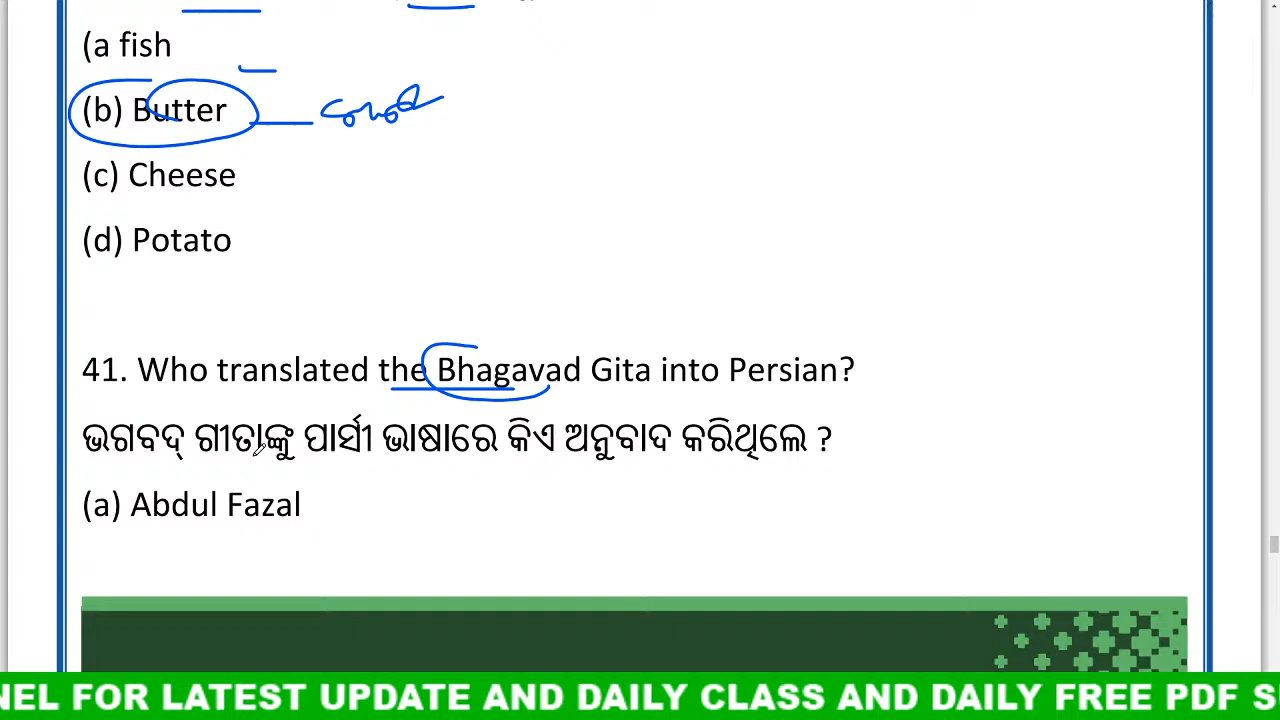 (a fish
(b) Butter
(c) Cheese
(d) Potato
41. Who translated the Bhagavad Gita into Persian?
ଭଗବଦ୍ ଗୀତାଙ୍କୁ ପାର୍ସୀ ଭାଷାରେ କିଏ ଅନୁବାଦ କରିଥିଲେ ?
(a) Abdul Fazal
NEL FOR LATEST UPDATE AND DAILY CLASS AND DAILY FREE PDF S